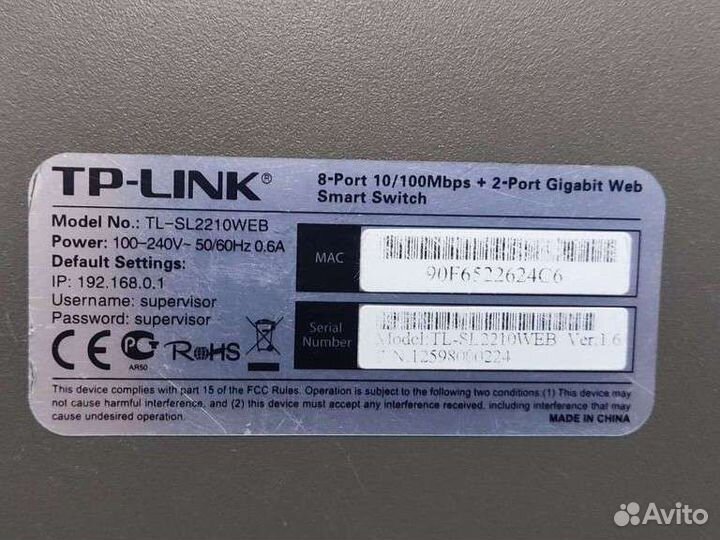 TP-LINK®
8-Port 10/100Mbps + 2-Port Gigabit Web
Smart Switch
Model No.: TL-SL2210WEB
Power: 100-240V~ 50/60Hz 0.6A
Default Settings:
IP: 192.168.0.1
Username: supervisor
Password: supervisor
MAC
90F6522624C6
Serial
Number
Model:TL-SL2210WEB Ver:1.6
S/N:12598000224
CE PG RoHS
AR50
This device complies with part 15 of the FCC Rules. Operation is subject to the following two conditions:(1) This device may
not cause harmful interference, and (2) this device must accept any interference received, including interference that may
cause undesired operation.
MADE IN CHINA
Avito